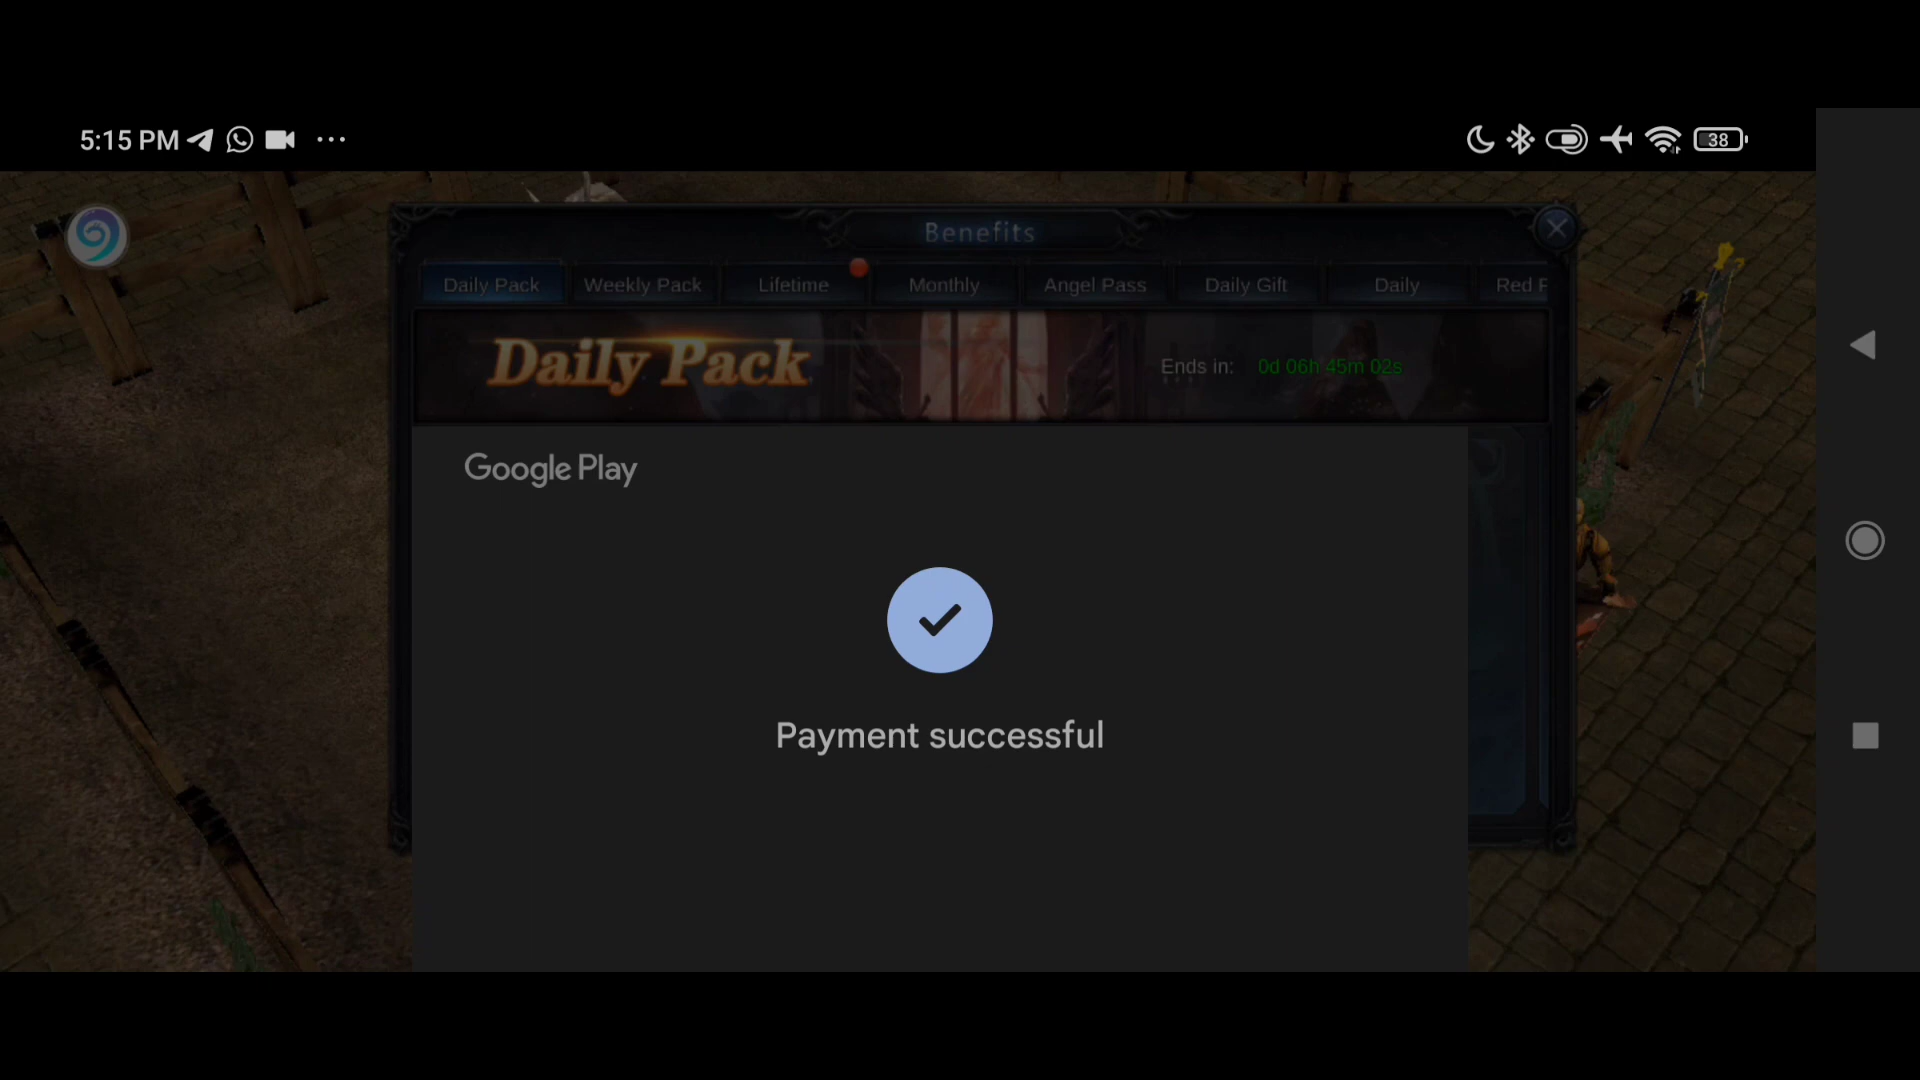 5:15 PM
38
Benefits
Daily Pack Weekly Pack Lifetime Monthly Angel Pass Daily Gift Daily Red
Daily Pack
Ends in: 0d 06h 45m 02s
Google Play
Payment successful